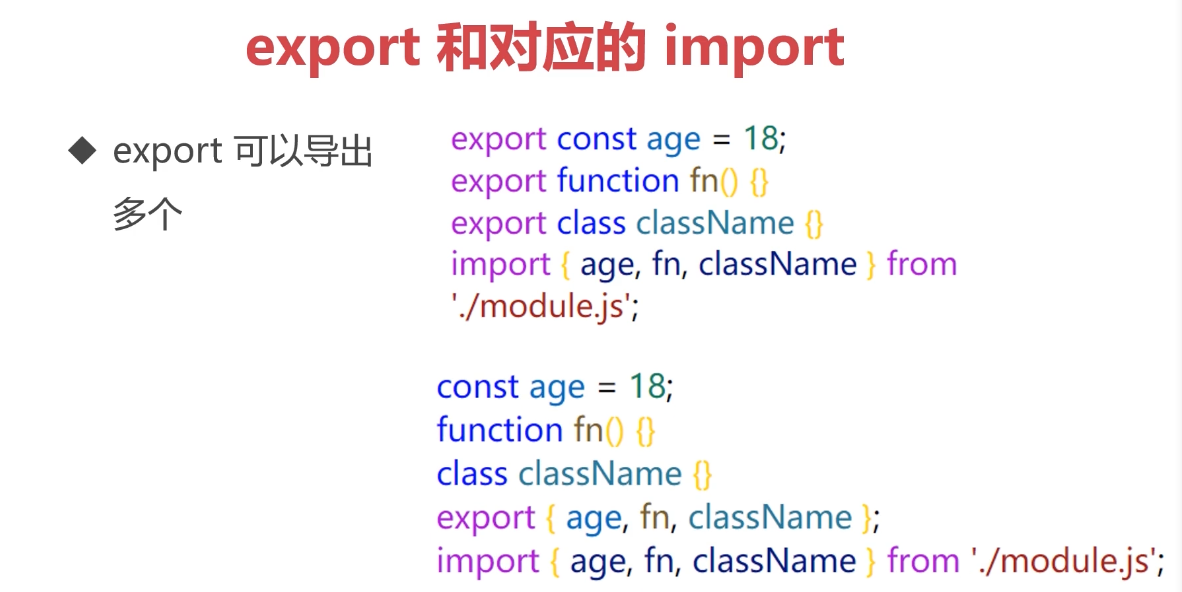 export 和对应的 import
◆ export 可以导出
多个
export const age = 18;
export function fn() {}
export class className {}
import { age, fn, className } from
'./module.js';
const age = 18;
function fn() {}
class className {}
export { age, fn, className };
import { age, fn, className } from './module.js';